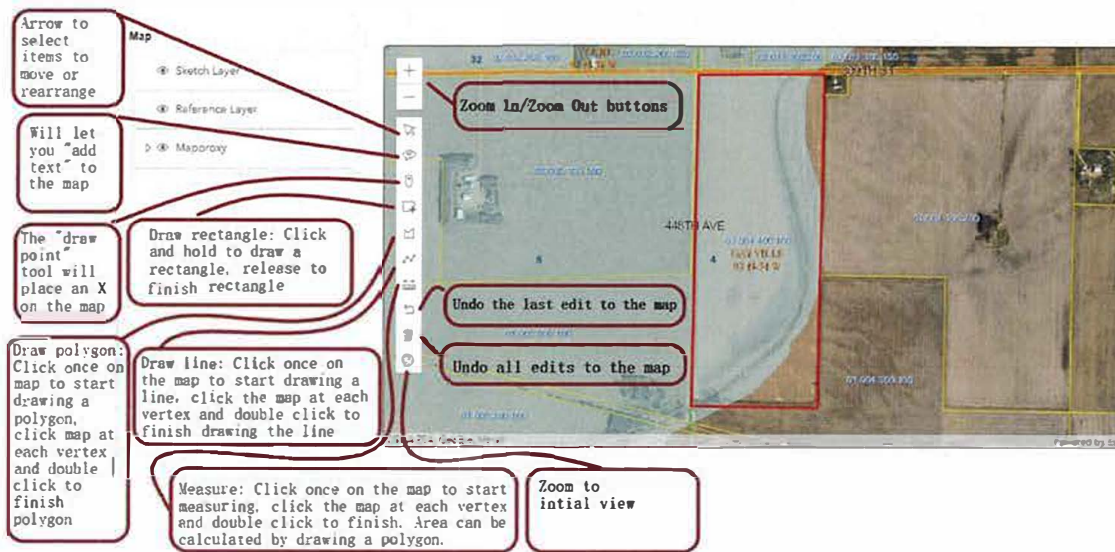 Arrow to
select
items to
move or
rearrange
Map
Sketch Layer
Reference Layer
Maporoxy
Will let
you "add
text" to
the map
The "draw
point"
tool will
place an X
on the map
Draw rectangle: Click
and hold to draw a
rectangle, release to
finish rectangle
Draw polygon:
Click once on
map to start
drawing a
polygon,
click map at
each vertex
and double
click to
finish
polygon
Draw line: Click once on
the map to start drawing a
line, click the map at each
vertex and double click to
finish drawing the line
Measure: Click once on the map to start
measuring, click the map at each vertex
and double click to finish. Area can be
calculated by drawing a polygon.
Zoom to
intial view
Zoom In/Zoom Out buttons
Undo the last edit to the map
Undo all edits to the map
32
446TH AVE
4
Powered by